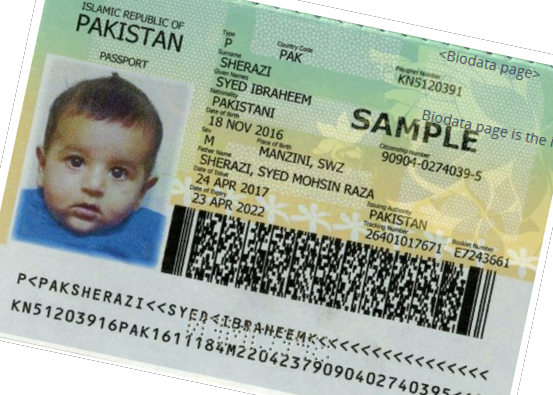 ISLAMIC REPUBLIC OF
PAKISTAN
PASSPORT
Type
P
Country Code
PAK
<Biodata page>
Passport Number
KN5120391
Surname
SHERAZI
Given Names
SYED IBRAHEEM
Nationality
PAKISTANI
Biodata page is the
SAMPLE
Date of Birth
18 NOV 2016
Citizenship Number
90904-0274039-5
Sex
M
Place of Birth
MANZINI, SWZ
Father Name
SHERAZI, SYED MOHSIN RAZA
Date of Issue
24 APR 2017
Issuing Authority
PAKISTAN
Date of Expiry
23 APR 2022
Tracking Number
26401017671
Booklet Number
E7243661
P<PAKSHERAZI<<SYED<IBRAHEEM<<<<<<<<<<<<<<<<<
KN51203916PAK1611184M22042379090402740395<<<